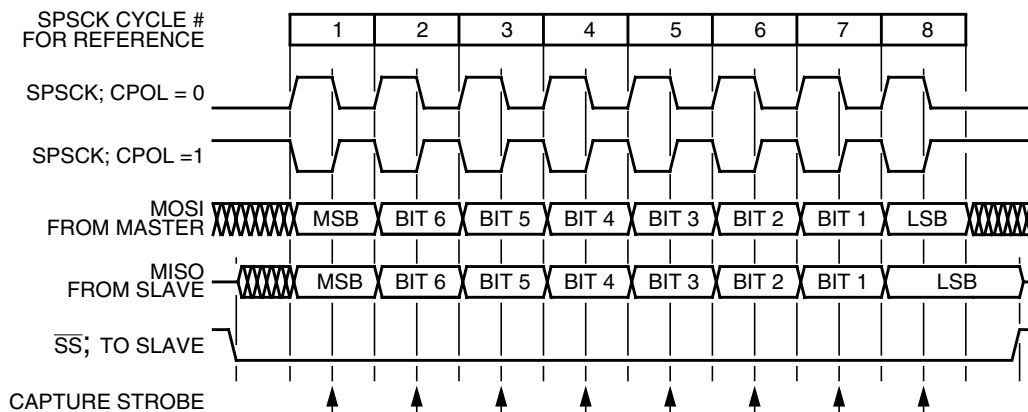 SPSCK CYCLE #
FOR REFERENCE
1 2 3 4 5 6 7 8
SPSCK; CPOL = 0
SPSCK; CPOL =1
MOSI
FROM MASTER
MSB BIT 6 BIT 5 BIT 4 BIT 3 BIT 2 BIT 1 LSB
MISO
FROM SLAVE
MSB BIT 6 BIT 5 BIT 4 BIT 3 BIT 2 BIT 1 LSB
S̅S̅; TO SLAVE
CAPTURE STROBE